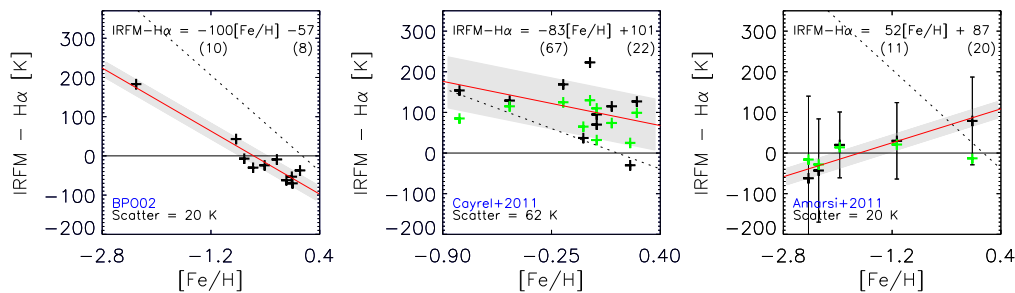 IRFM−Hα = −100[Fe/H] −57
(10) (8)
IRFM − Hα [K]
300
200
100
0
−100
−200
BPO02
Scatter = 20 K
−2.8 −1.2 0.4
[Fe/H]
IRFM−Hα = −83[Fe/H] +101
(67) (22)
IRFM − Hα [K]
300
200
100
0
−100
−200
Cayrel+2011
Scatter = 62 K
−0.90 −0.25 0.40
[Fe/H]
IRFM−Hα = 52[Fe/H] + 87
(11) (20)
IRFM − Hα [K]
300
200
100
0
−100
−200
Amarsi+2011
Scatter = 20 K
−2.8 −1.2 0.4
[Fe/H]